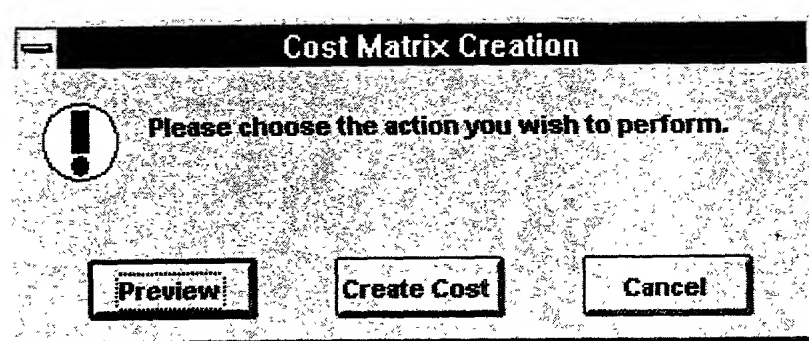 Cost Matrix Creation
Please choose the action you wish to perform.
Preview
Create Cost
Cancel